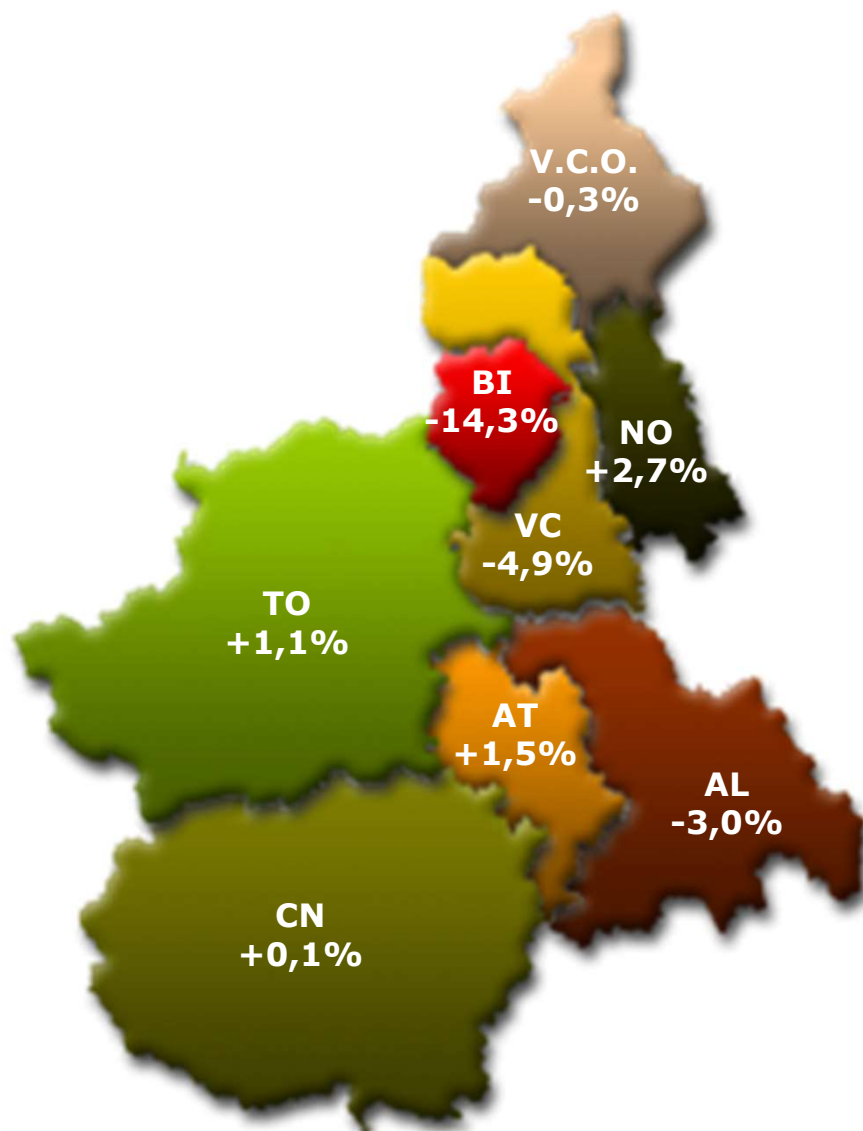 V.C.O.
-0,3%
BI
-14,3%
NO
+2,7%
VC
-4,9%
TO
+1,1%
AT
+1,5%
AL
-3,0%
CN
+0,1%